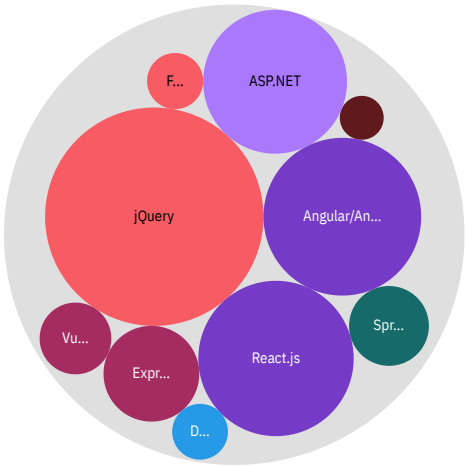 F...
ASP.NET
jQuery
Angular/An...
Spr...
Vu...
React.js
Expr...
D...